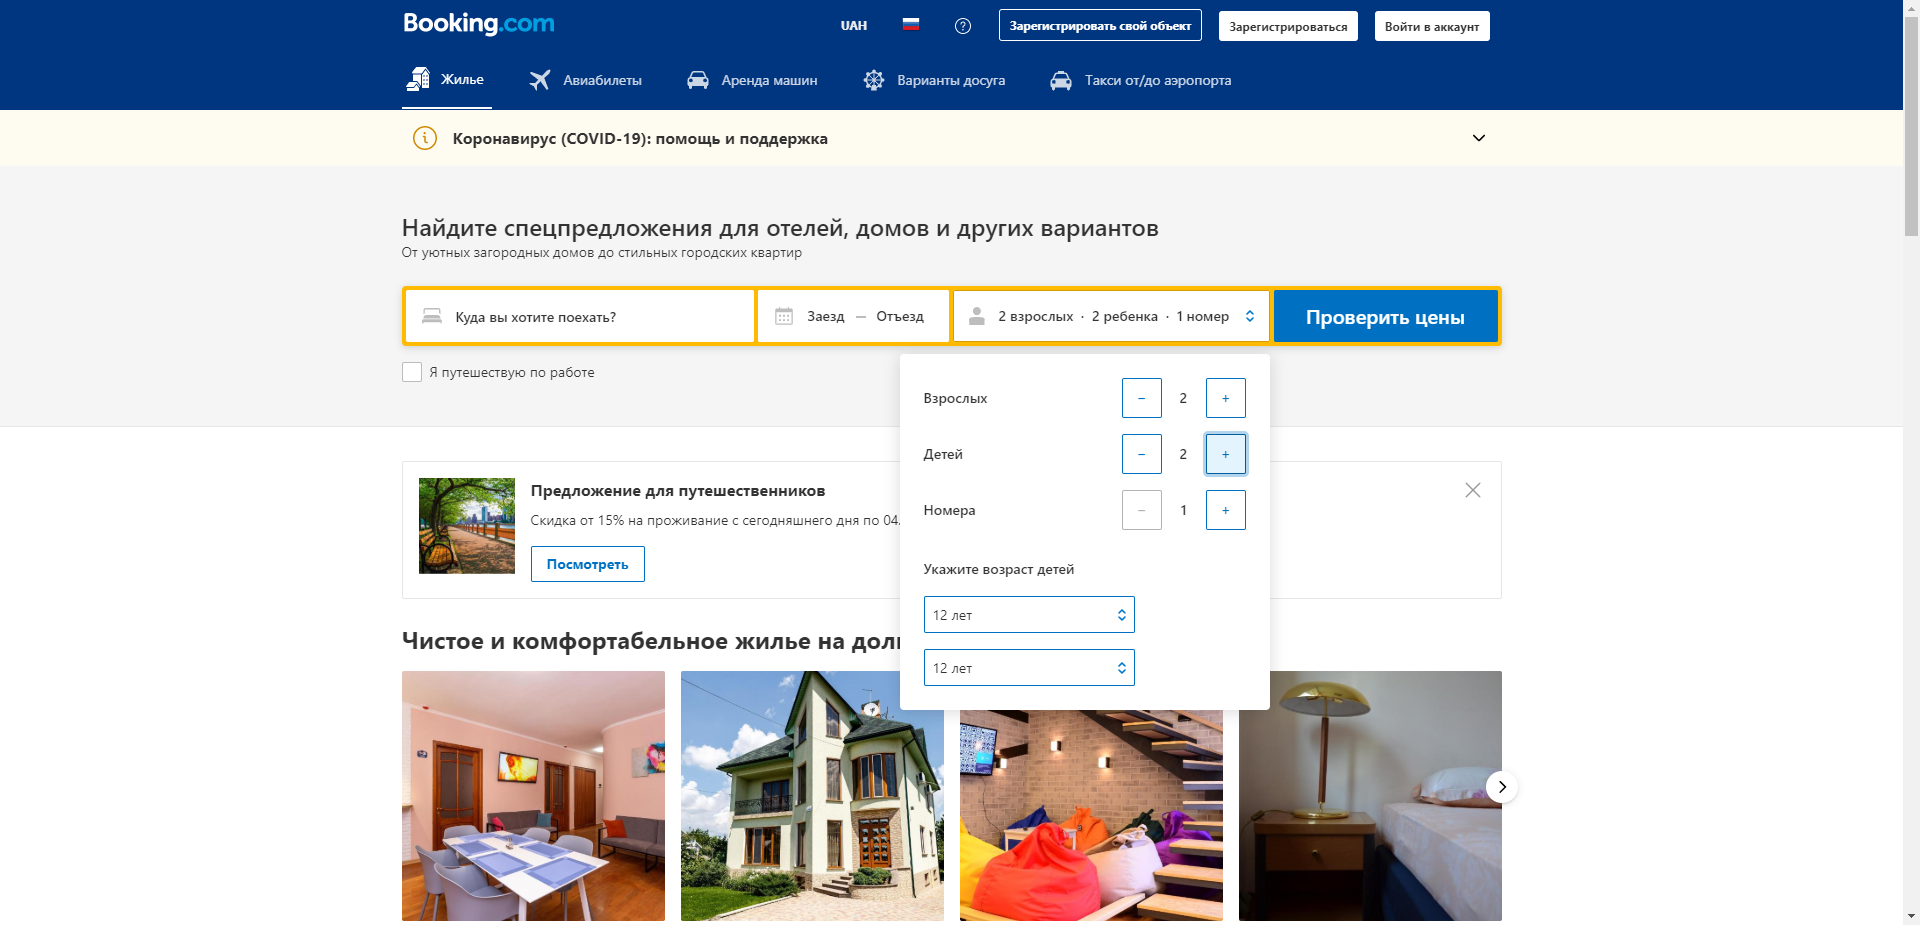 Booking.com
UAH
Зарегистрировать свой объект
Зарегистрироваться
Войти в аккаунт
Жилье
Авиабилеты
Аренда машин
Варианты досуга
Такси от/до аэропорта
Коронавирус (COVID-19): помощь и поддержка
Найдите спецпредложения для отелей, домов и других вариантов
От уютных загородных домов до стильных городских квартир
Куда вы хотите поехать?
Заезд — Отъезд
2 взрослых · 2 ребенка · 1 номер
Проверить цены
Я путешествую по работе
Взрослых
− 2 +
Детей
− 2 +
Номера
− 1 +
Укажите возраст детей
12 лет
12 лет
Предложение для путешественников
Скидка от 15% на проживание с сегодняшнего дня по 04.
Посмотреть
Чистое и комфортабельное жилье на дол